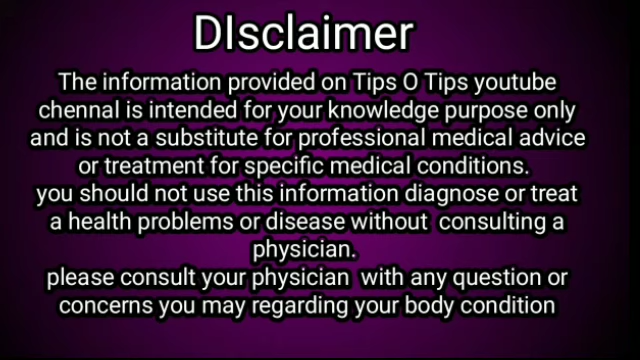 DIsclaimer
The information provided on Tips O Tips youtube
chennal is intended for your knowledge purpose only
and is not a substitute for professional medical advice
or treatment for specific medical conditions.
you should not use this information diagnose or treat
a health problems or disease without  consulting a
physician.
please consult your physician  with any question or
concerns you may regarding your body condition